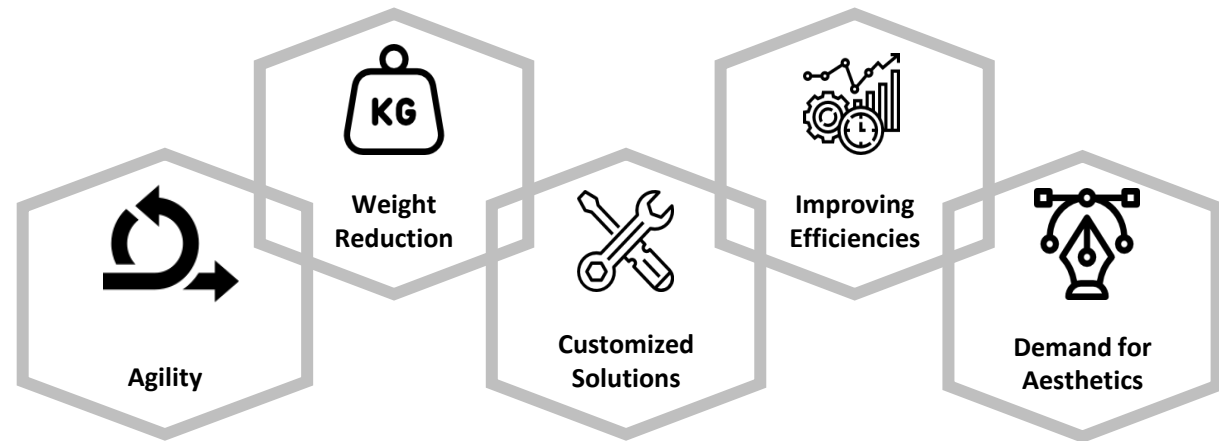 KG
Weight
Reduction
Improving
Efficiencies
Agility
Customized
Solutions
Demand for
Aesthetics